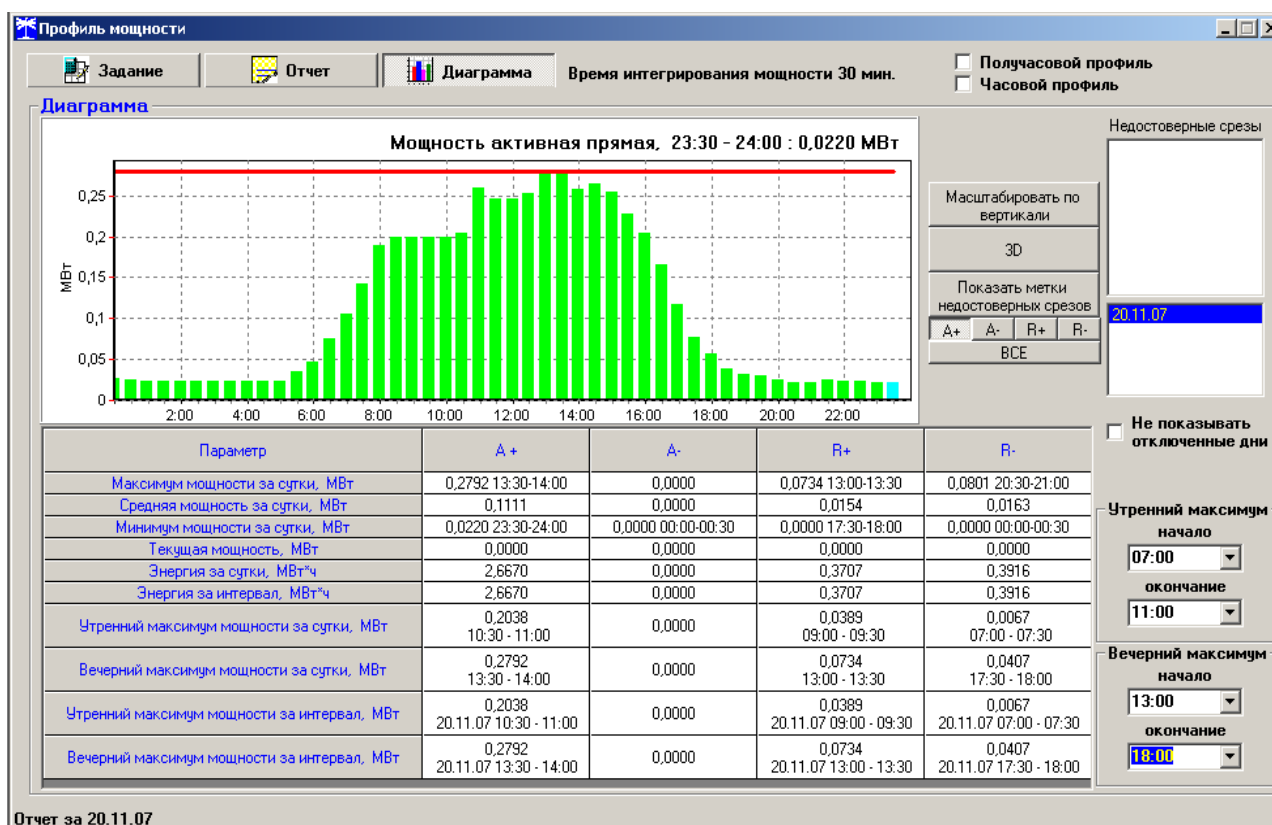 Профиль мощности
Задание
Отчет
Диаграмма
Время интегрирования мощности 30 мин.
Получасовой профиль
Часовой профиль
Диаграмма
Мощность активная прямая, 23:30 - 24:00 : 0,0220 МВт
МВт
0,25
0,2
0,15
0,1
0,05
0
2:00 4:00 6:00 8:00 10:00 12:00 14:00 16:00 18:00 20:00 22:00
Масштабировать по
вертикали
3D
Показать метки
недостоверных срезов
A+ A- R+ R-
ВСЕ
Недостоверные срезы
20.11.07
Не показывать
отключенные дни
Параметр A + A- R+ R-
Максимум мощности за сутки, МВт 0,2792 13:30-14:00 0,0000 0,0734 13:00-13:30 0,0801 20:30-21:00
Средняя мощность за сутки, МВт 0,1111 0,0000 0,0154 0,0163
Минимум мощности за сутки, МВт 0,0220 23:30-24:00 0,0000 00:00-00:30 0,0000 17:30-18:00 0,0000 00:00-00:30
Текущая мощность, МВт 0,0000 0,0000 0,0000 0,0000
Энергия за сутки, МВт*ч 2,6670 0,0000 0,3707 0,3916
Энергия за интервал, МВт*ч 2,6670 0,0000 0,3707 0,3916
Утренний максимум мощности за сутки, МВт 0,2038 0,0000 0,0389 0,0067
10:30 - 11:00 09:00 - 09:30 07:00 - 07:30
Вечерний максимум мощности за сутки, МВт 0,2792 0,0000 0,0734 0,0407
13:30 - 14:00 13:00 - 13:30 17:30 - 18:00
Утренний максимум мощности за интервал, МВт 0,2038 0,0000 0,0389 0,0067
20.11.07 10:30 - 11:00 20.11.07 09:00 - 09:30 20.11.07 07:00 - 07:30
Вечерний максимум мощности за интервал, МВт 0,2792 0,0000 0,0734 0,0407
20.11.07 13:30 - 14:00 20.11.07 13:00 - 13:30 20.11.07 17:30 - 18:00
Утренний максимум
начало
07:00
окончание
11:00
Вечерний максимум
начало
13:00
окончание
18:00
Отчет за 20.11.07